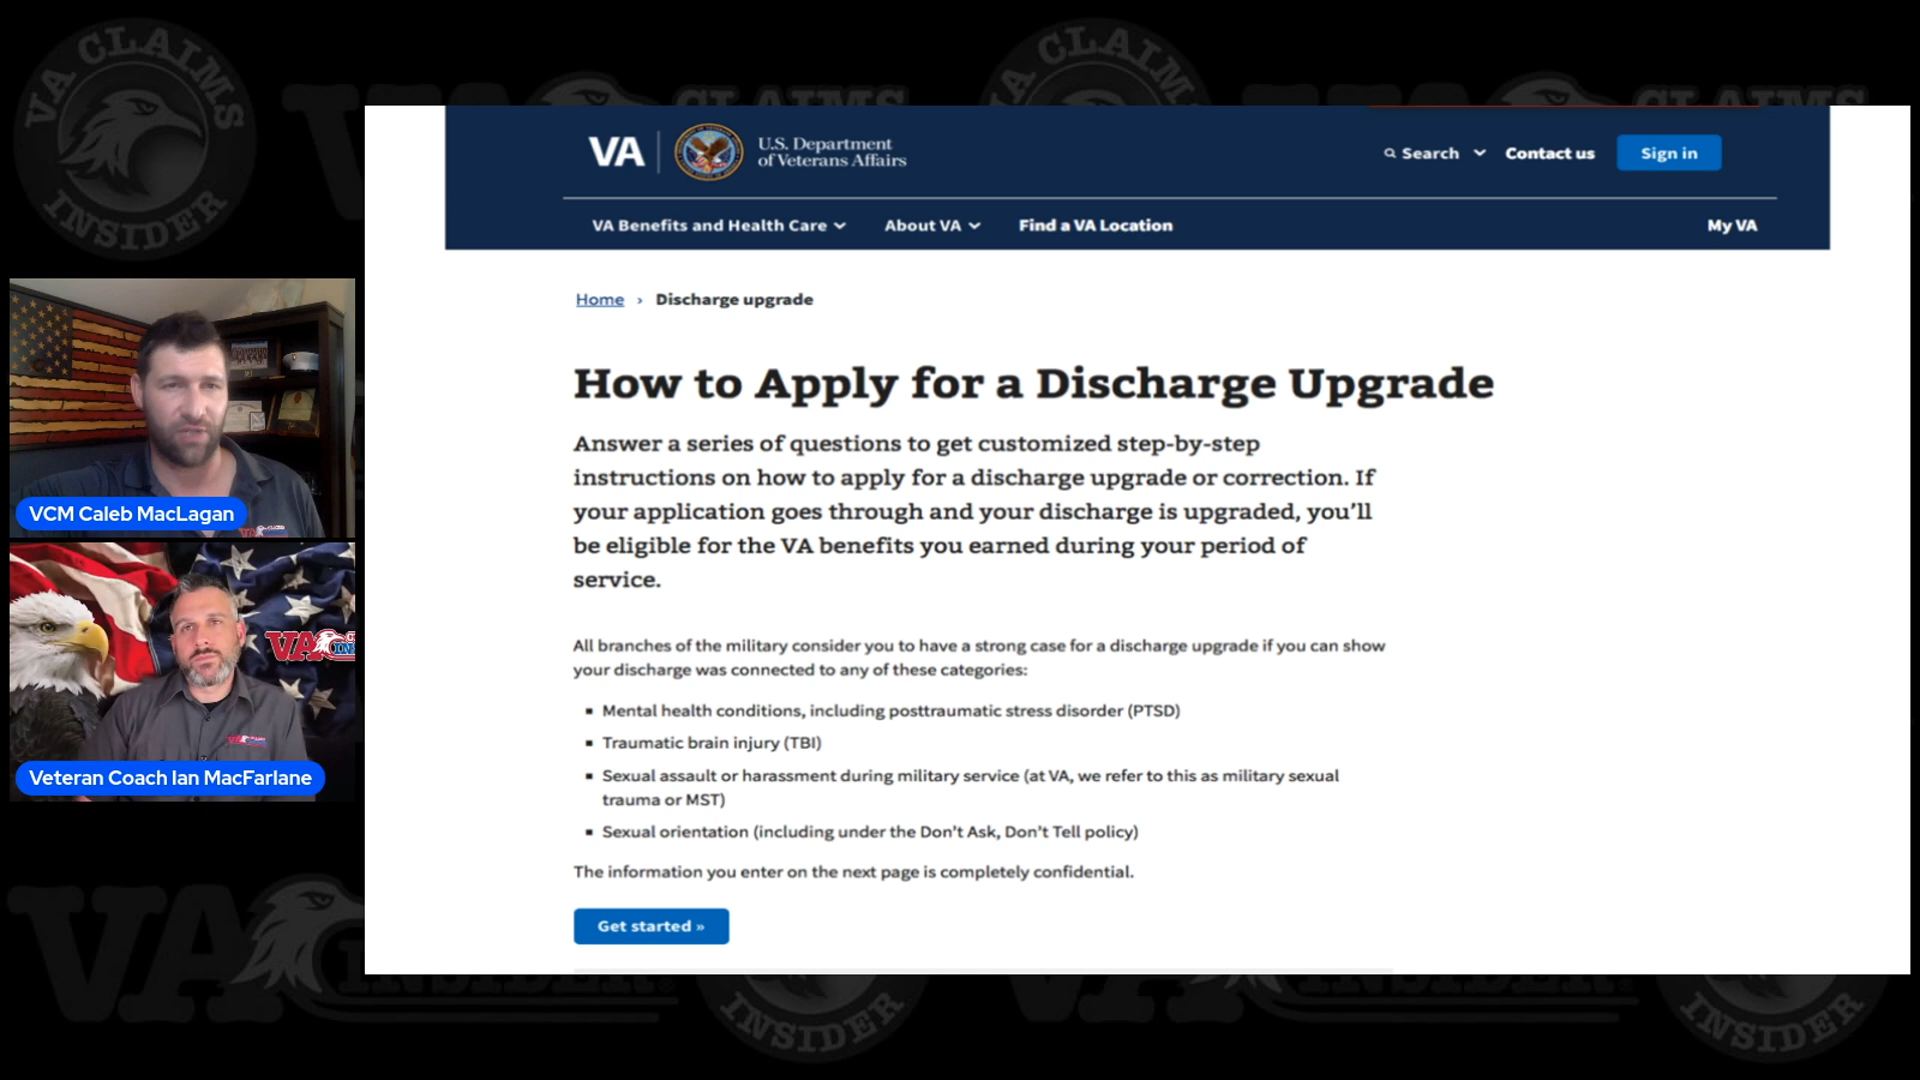 VA CLAIMS
INSIDER
VA
U.S. Department
of Veterans Affairs
Search
Contact us
Sign in
VA Benefits and Health Care
About VA
Find a VA Location
My VA
Home › Discharge upgrade
How to Apply for a Discharge Upgrade
Answer a series of questions to get customized step-by-step
instructions on how to apply for a discharge upgrade or correction. If
your application goes through and your discharge is upgraded, you’ll
be eligible for the VA benefits you earned during your period of
service.
All branches of the military consider you to have a strong case for a discharge upgrade if you can show
your discharge was connected to any of these categories:
▪ Mental health conditions, including posttraumatic stress disorder (PTSD)
▪ Traumatic brain injury (TBI)
▪ Sexual assault or harassment during military service (at VA, we refer to this as military sexual
trauma or MST)
▪ Sexual orientation (including under the Don’t Ask, Don’t Tell policy)
The information you enter on the next page is completely confidential.
Get started »
VCM Caleb MacLagan
VA
Veteran Coach Ian MacFarlane
VA
INSIDER
INSIDER
INSIDER